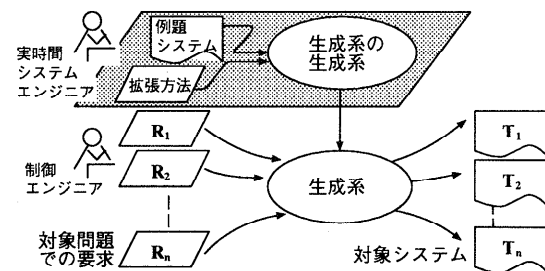 実時間
システム
エンジニア
例題
システム
拡張方法
生成系の
生成系
制御
エンジニア
R1
R2
Rn
対象問題
での要求
生成系
T1
T2
Tn
対象システム